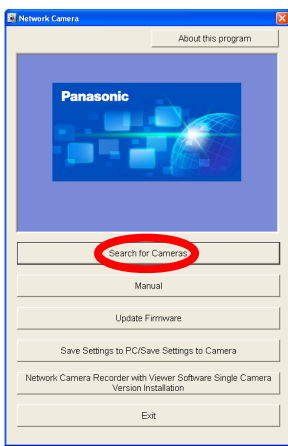 Network Camera
About this program
Panasonic
Search for Cameras
Manual
Update Firmware
Save Settings to PC/Save Settings to Camera
Network Camera Recorder with Viewer Software Single Camera
Version Installation
Exit